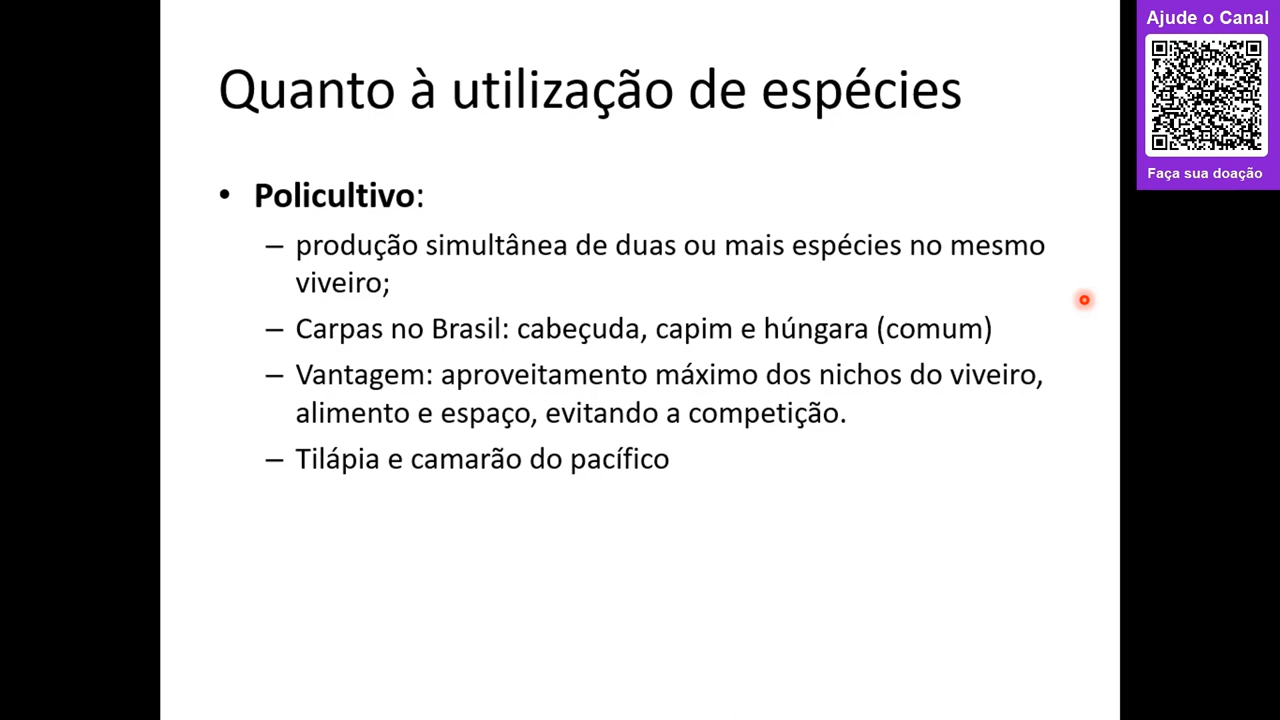 Quanto à utilização de espécies
• Policultivo:
– produção simultânea de duas ou mais espécies no mesmo
viveiro;
– Carpas no Brasil: cabeçuda, capim e húngara (comum)
– Vantagem: aproveitamento máximo dos nichos do viveiro,
alimento e espaço, evitando a competição.
– Tilápia e camarão do pacífico
Ajude o Canal
Faça sua doação